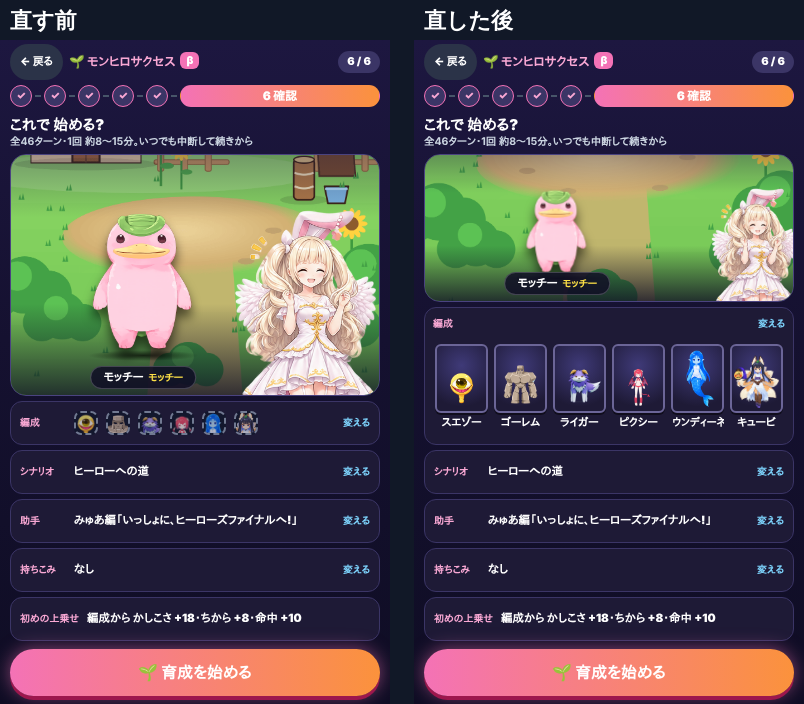 直す前
← 戻る 🌱 モンヒロサクセス β 6 / 6
6 確認
これで 始める?
全46ターン・1回 約8〜15分。いつでも中断して続きから
モッチー モッチー
編成 変える
シナリオ ヒーローへの道 変える
助手 みゅあ編「いっしょに、ヒーローズファイナルへ!」 変える
持ちこみ なし 変える
初めの上乗せ 編成から かしこさ +18・ちから +8・命中 +10
🌱 育成を始める
直した後
← 戻る 🌱 モンヒロサクセス β 6 / 6
6 確認
これで 始める?
全46ターン・1回 約8〜15分。いつでも中断して続きから
モッチー モッチー
編成 変える
スエゾー ゴーレム ライガー ピクシー ウンディーネ キュービ
シナリオ ヒーローへの道 変える
助手 みゅあ編「いっしょに、ヒーローズファイナルへ!」 変える
持ちこみ なし 変える
初めの上乗せ 編成から かしこさ +18・ちから +8・命中 +10
🌱 育成を始める